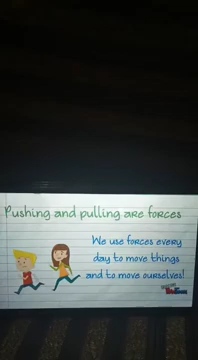 Pushing and pulling are forces
We use forces every
day to move things
and to move ourselves!